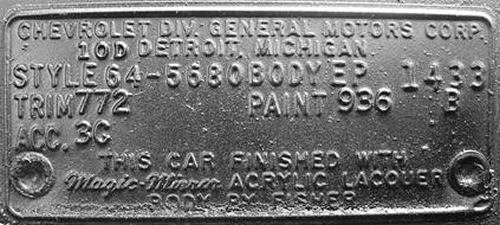 CHEVROLET DIV. GENERAL MOTORS CORP.
10D DETROIT, MICHIGAN
STYLE 64-5680 BODY EP 1433
TRIM 772 PAINT 936 B
ACC. 3G
THIS CAR FINISHED WITH
Magic-Mirror ACRYLIC LACQUER
BODY BY FISHER